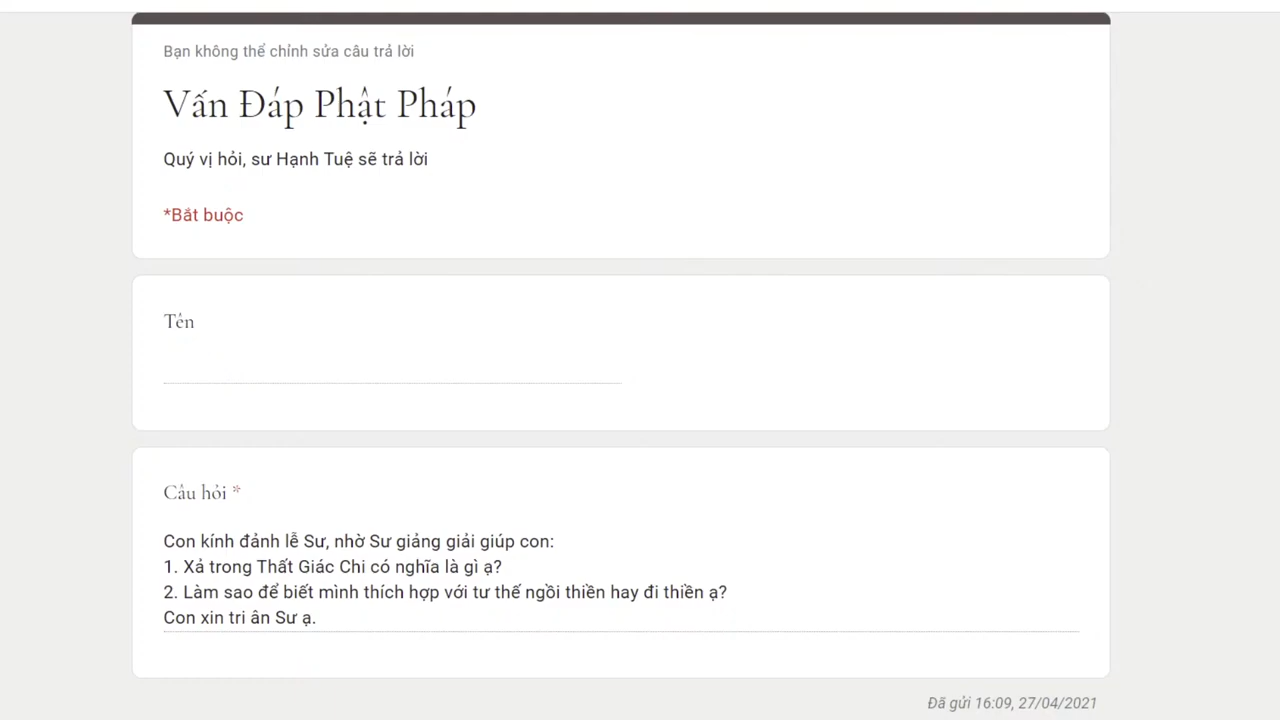 Bạn không thể chỉnh sửa câu trả lời
Vấn Đáp Phật Pháp
Quý vị hỏi, sư Hạnh Tuệ sẽ trả lời
*Bắt buộc
Tên
Câu hỏi *
Con kính đảnh lễ Sư, nhờ Sư giảng giải giúp con:
1. Xả trong Thất Giác Chi có nghĩa là gì ạ?
2. Làm sao để biết mình thích hợp với tư thế ngồi thiền hay đi thiền ạ?
Con xin tri ân Sư ạ.
Đã gửi 16:09, 27/04/2021